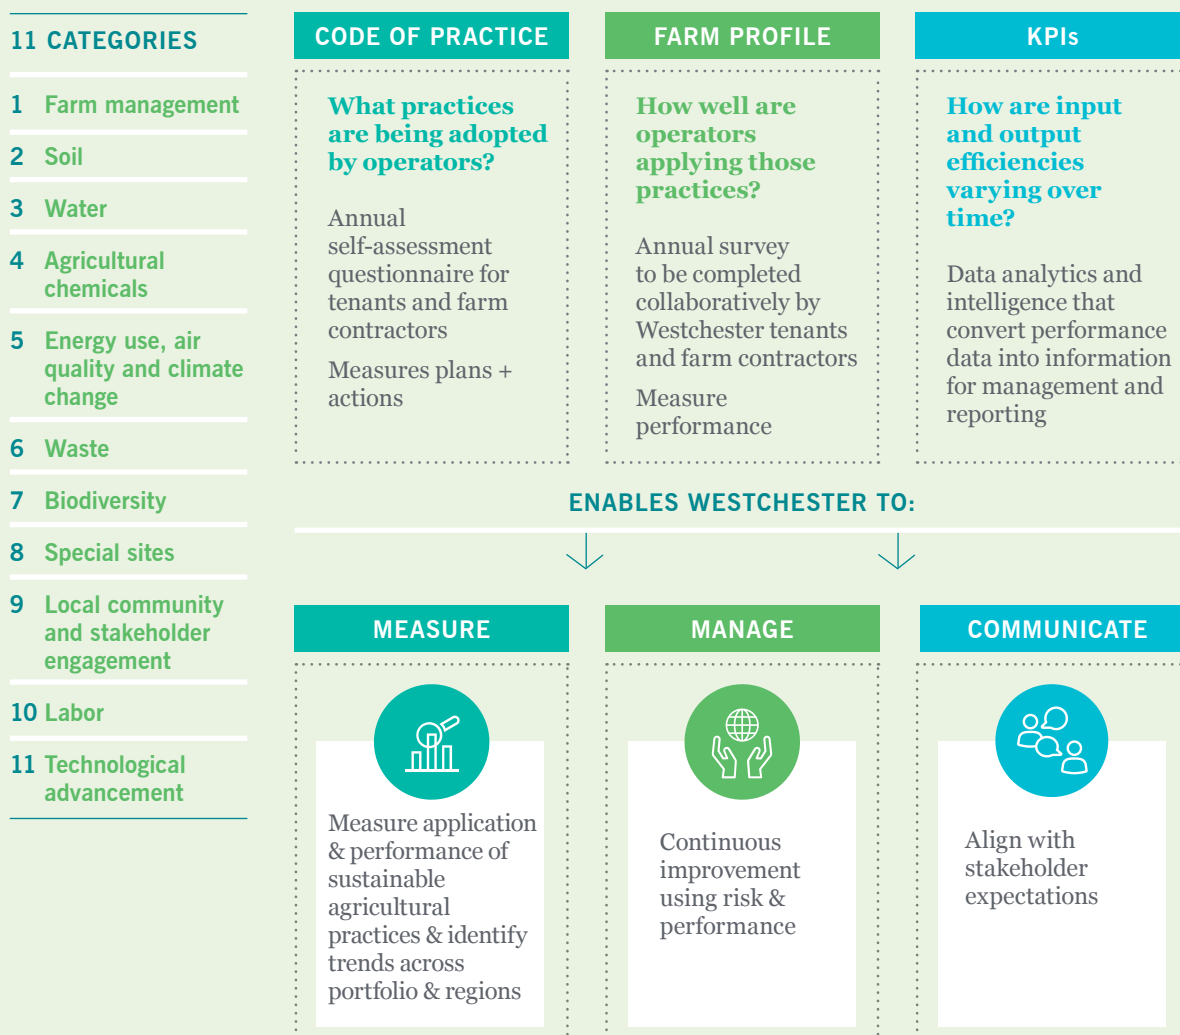 11 CATEGORIES
1 Farm management
2 Soil
3 Water
4 Agricultural
chemicals
5 Energy use, air
quality and climate
change
6 Waste
7 Biodiversity
8 Special sites
9 Local community
and stakeholder
engagement
10 Labor
11 Technological
advancement
CODE OF PRACTICE
What practices
are being adopted
by operators?
Annual
self-assessment
questionnaire for
tenants and farm
contractors
Measures plans +
actions
FARM PROFILE
How well are
operators
applying those
practices?
Annual survey
to be completed
collaboratively by
Westchester tenants
and farm contractors
Measure
performance
KPIs
How are input
and output
efficiencies
varying over
time?
Data analytics and
intelligence that
convert performance
data into information
for management and
reporting
ENABLES WESTCHESTER TO:
MEASURE
Measure application
& performance of
sustainable
agricultural
practices & identify
trends across
portfolio & regions
MANAGE
Continuous
improvement
using risk &
performance
COMMUNICATE
Align with
stakeholder
expectations